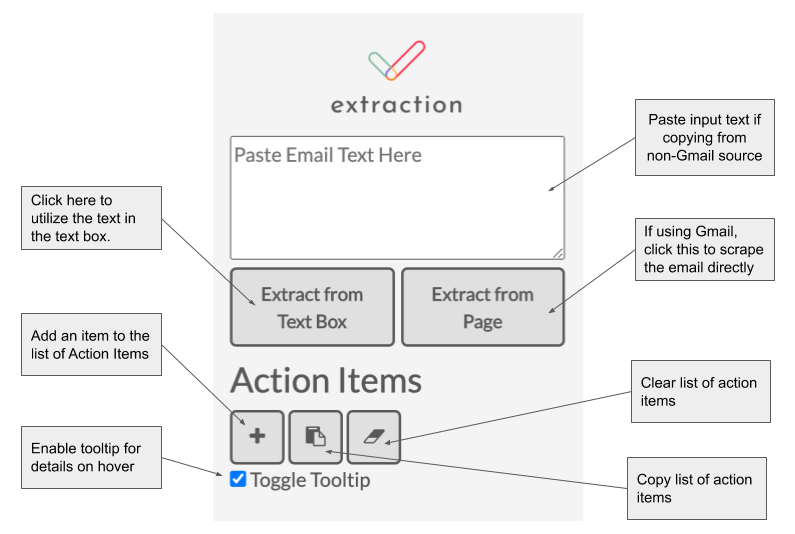 extraction
Paste input text if
copying from
non-Gmail source
Paste Email Text Here
Click here to
utilize the text in
the text box.
If using Gmail,
click this to scrape
the email directly
Extract from
Text Box
Extract from
Page
Add an item to the
list of Action Items
Action Items
Clear list of action
items
Enable tooltip for
details on hover
Toggle Tooltip
Copy list of action
items